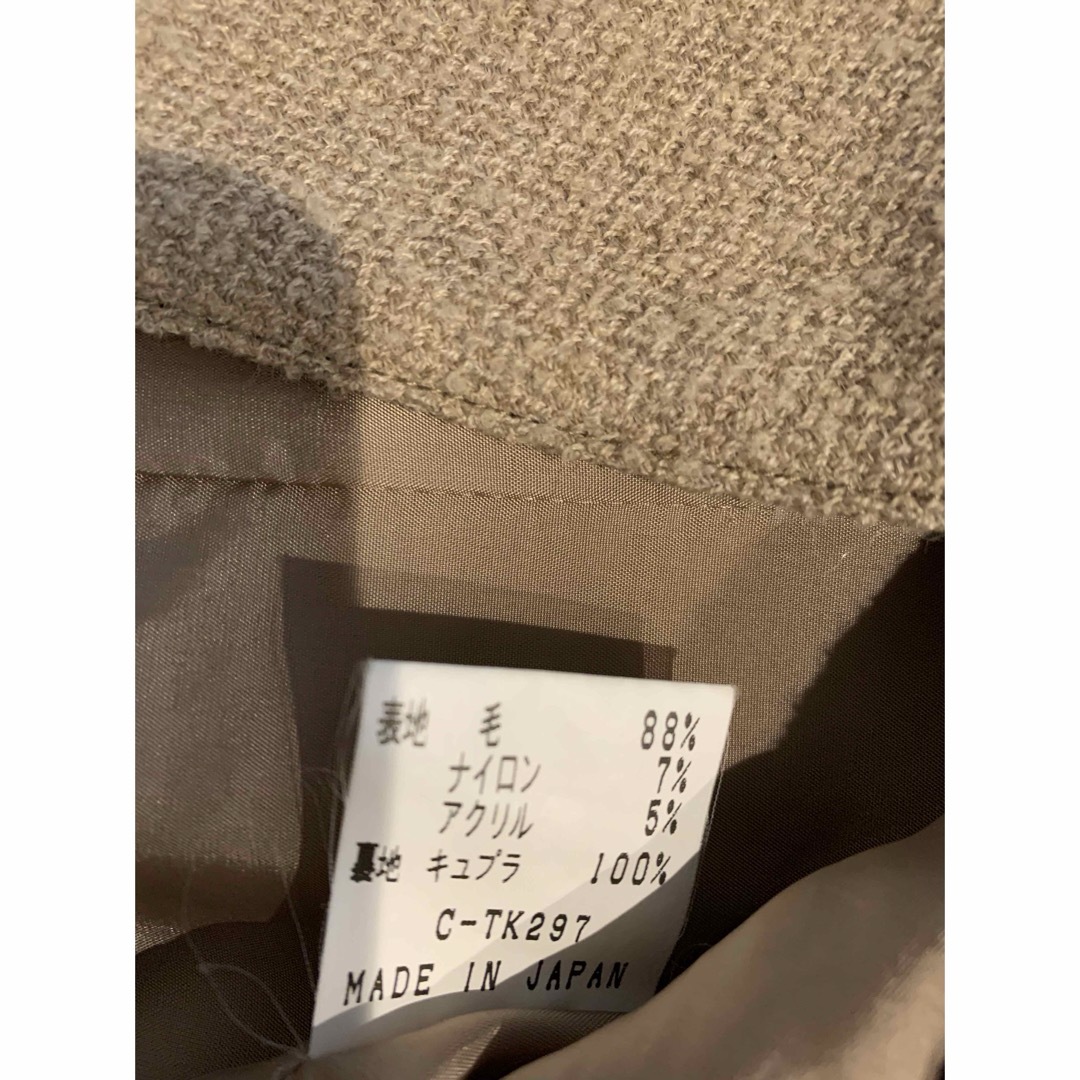 表地 毛 88%
ナイロン 7%
アクリル 5%
裏地 キュプラ 100%
C-TK297
MADE IN JAPAN